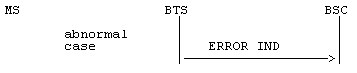 MS BTS BSC
abnormal
case
ERROR IND